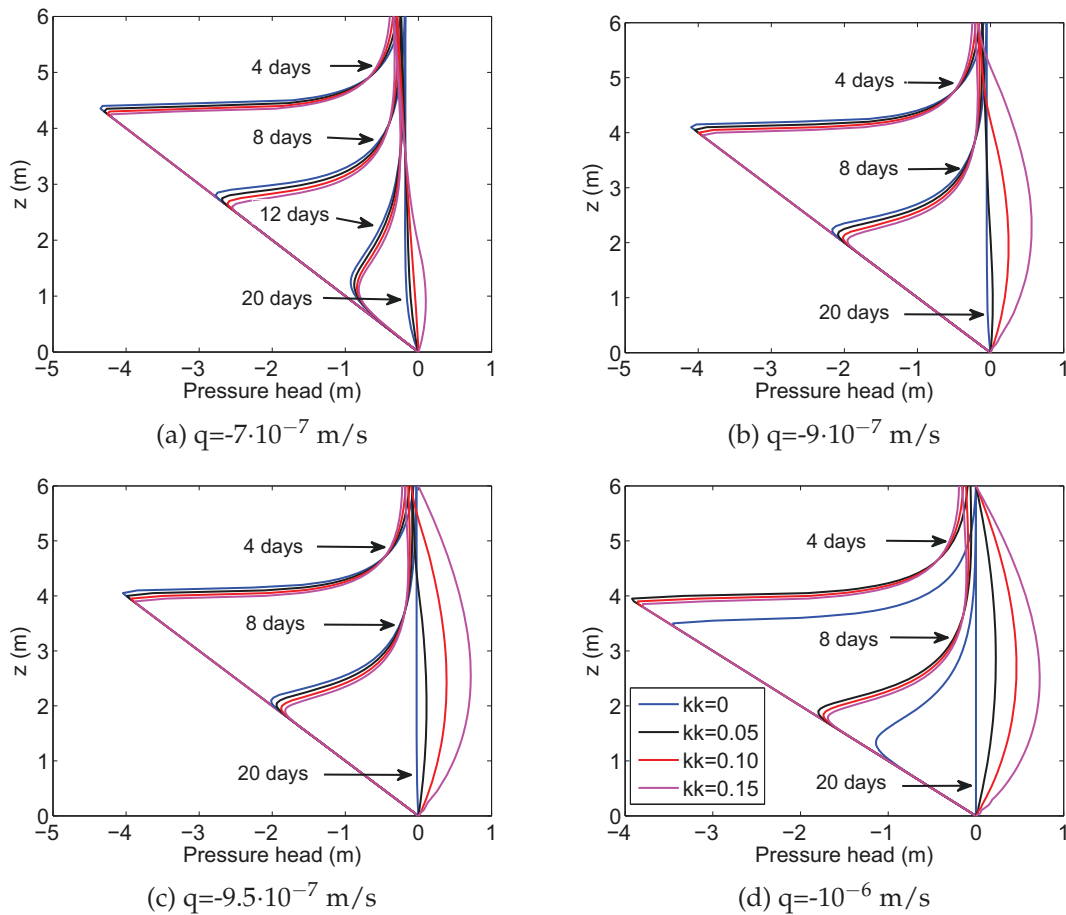 6
5
4
3
2
1
0
z (m)
4 days
8 days
12 days
20 days
−5 −4 −3 −2 −1 0 1
Pressure head (m)
(a) q=-7·10⁻⁷ m/s
6
5
4
3
2
1
0
z (m)
4 days
8 days
20 days
−5 −4 −3 −2 −1 0 1
Pressure head (m)
(b) q=-9·10⁻⁷ m/s
6
5
4
3
2
1
0
z (m)
4 days
8 days
20 days
−5 −4 −3 −2 −1 0 1
Pressure head (m)
(c) q=-9.5·10⁻⁷ m/s
6
5
4
3
2
1
0
z (m)
4 days
8 days
kk=0
kk=0.05
kk=0.10
kk=0.15
20 days
−4 −3 −2 −1 0 1
Pressure head (m)
(d) q=-10⁻⁶ m/s